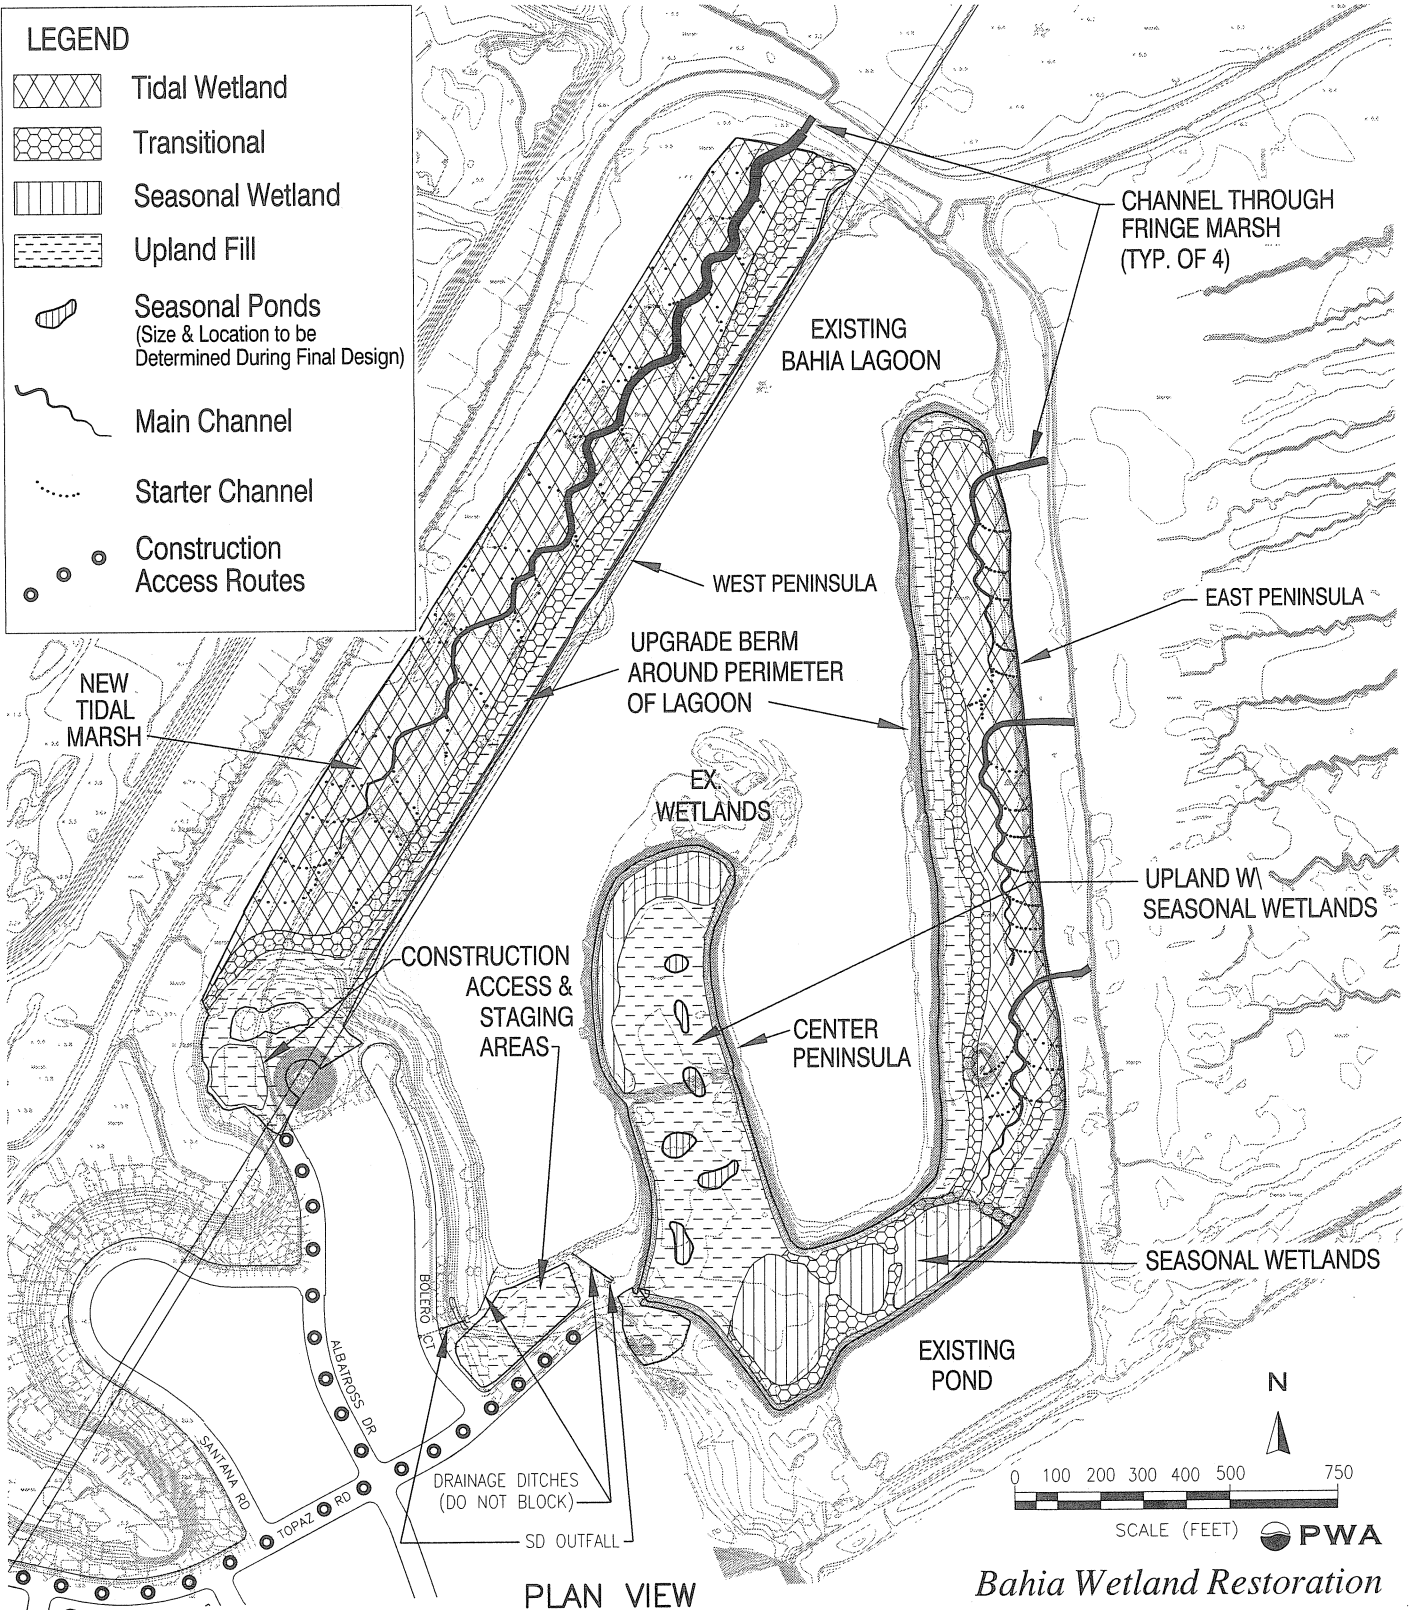 LEGEND
Tidal Wetland
Transitional
Seasonal Wetland
Upland Fill
Seasonal Ponds
(Size & Location to be
Determined During Final Design)
Main Channel
Starter Channel
Construction
Access Routes
CHANNEL THROUGH
FRINGE MARSH
(TYP. OF 4)
EXISTING
BAHIA LAGOON
WEST PENINSULA
EAST PENINSULA
UPGRADE BERM
AROUND PERIMETER
OF LAGOON
NEW
TIDAL
MARSH
EX.
WETLANDS
UPLAND W\
SEASONAL WETLANDS
CONSTRUCTION
ACCESS &
STAGING
AREAS
CENTER
PENINSULA
SEASONAL WETLANDS
EXISTING
POND
BOLERO CT
ALBATROSS DR
SANTANA RD
TOPAZ RD
DRAINAGE DITCHES
(DO NOT BLOCK)
SD OUTFALL
N
0 100 200 300 400 500 750
SCALE (FEET)
PWA
PLAN VIEW
Bahia Wetland Restoration